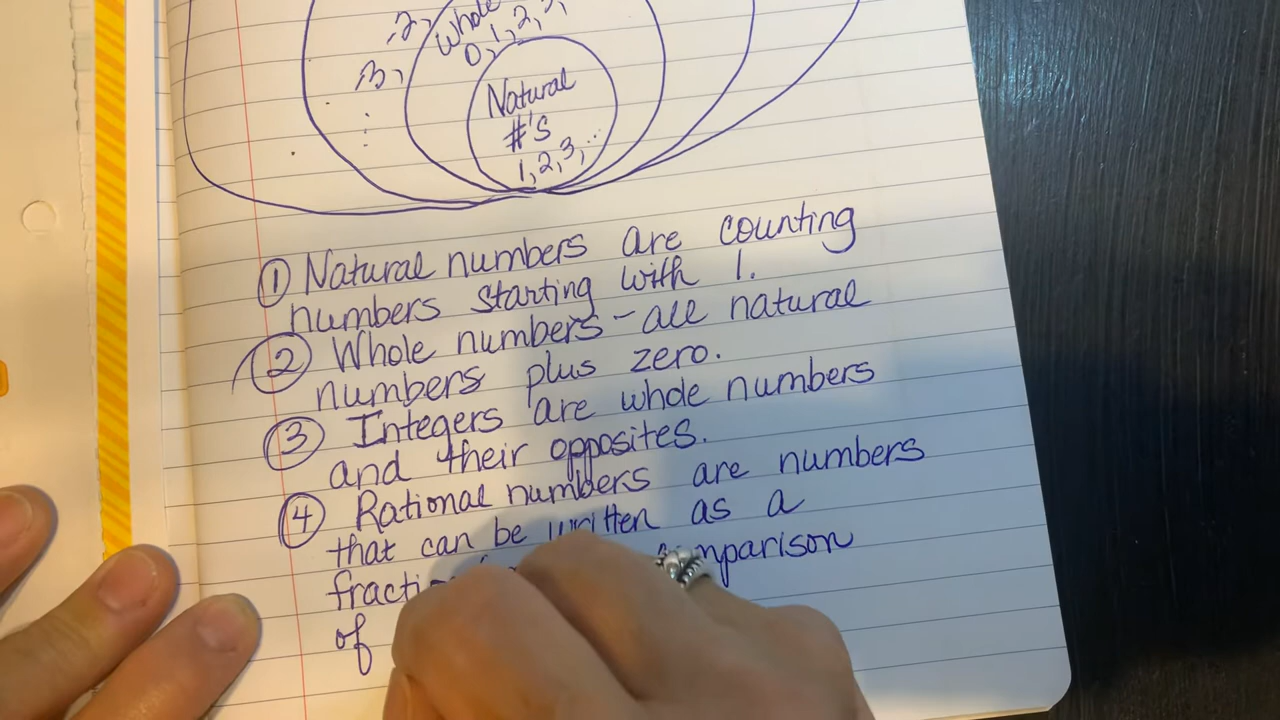 -2,
Whole
0, 1, 2, 3,
-3,
Natural
#'s
1, 2, 3, ...
① Natural numbers are counting
numbers starting with 1.
② Whole numbers - all natural
numbers plus zero.
③ Integers are whole numbers
and their opposites.
④ Rational numbers are numbers
that can be written as a
of